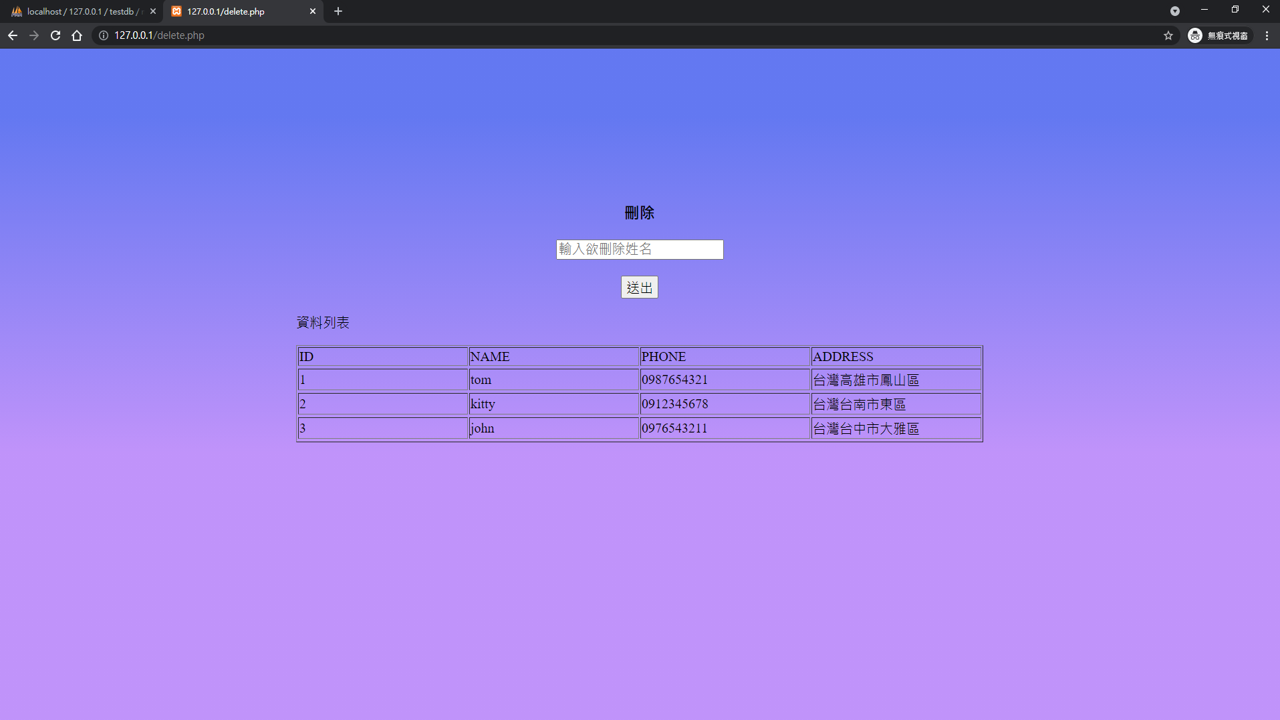 localhost / 127.0.0.1 / testdb /
127.0.0.1/delete.php
127.0.0.1/delete.php
無痕式視窗
刪除
輸入欲刪除姓名
送出
資料列表
ID NAME PHONE ADDRESS
1 tom 0987654321 台灣高雄市鳳山區
2 kitty 0912345678 台灣台南市東區
3 john 0976543211 台灣台中市大雅區